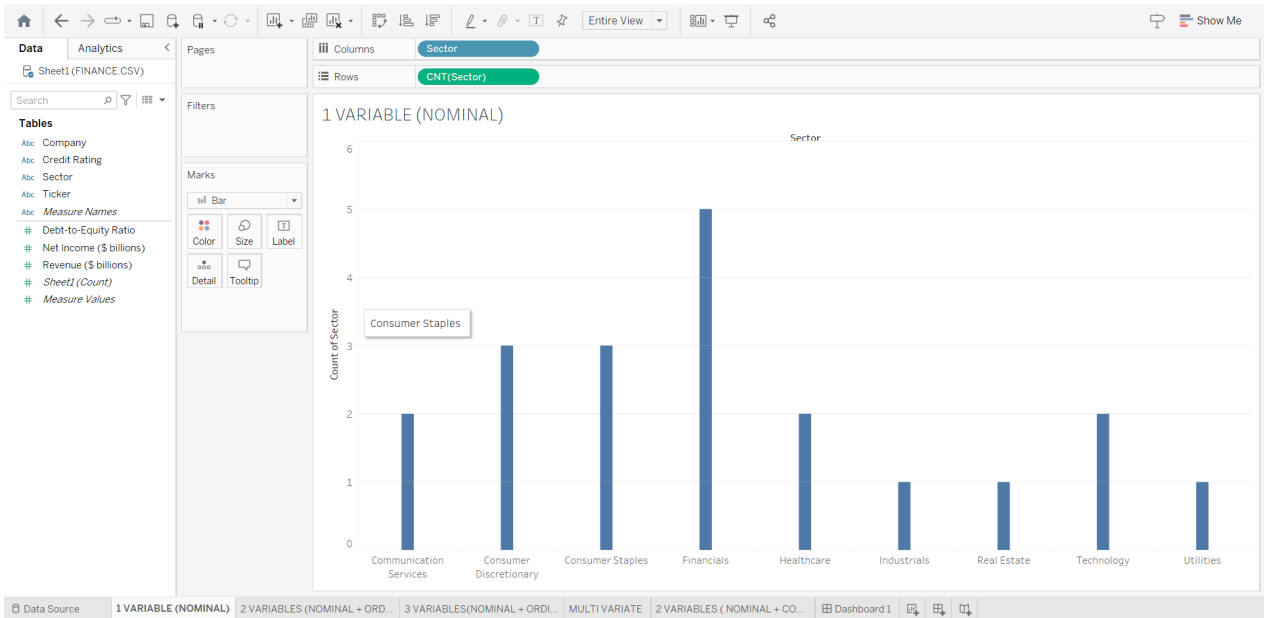 Entire View
Show Me
Data
Analytics
Sheet1 (FINANCE.CSV)
Search
Tables
Abc Company
Abc Credit Rating
Abc Sector
Abc Ticker
Abc Measure Names
# Debt-to-Equity Ratio
# Net Income ($ billions)
# Revenue ($ billions)
# Sheet1 (Count)
# Measure Values
Pages
Filters
Marks
Bar
Color
Size
T
Label
Detail
Tooltip
Columns
Sector
Rows
CNT(Sector)
1 VARIABLE (NOMINAL)
Sector
6
5
4
3
2
1
0
Count of Sector
Consumer Staples
Communication
Services
Consumer
Discretionary
Consumer Staples
Financials
Healthcare
Industrials
Real Estate
Technology
Utilities
Data Source
1 VARIABLE (NOMINAL)
2 VARIABLES (NOMINAL + ORD...
3 VARIABLES(NOMINAL + ORDI...
MULTI VARIATE
2 VARIABLES ( NOMINAL + CO...
Dashboard 1